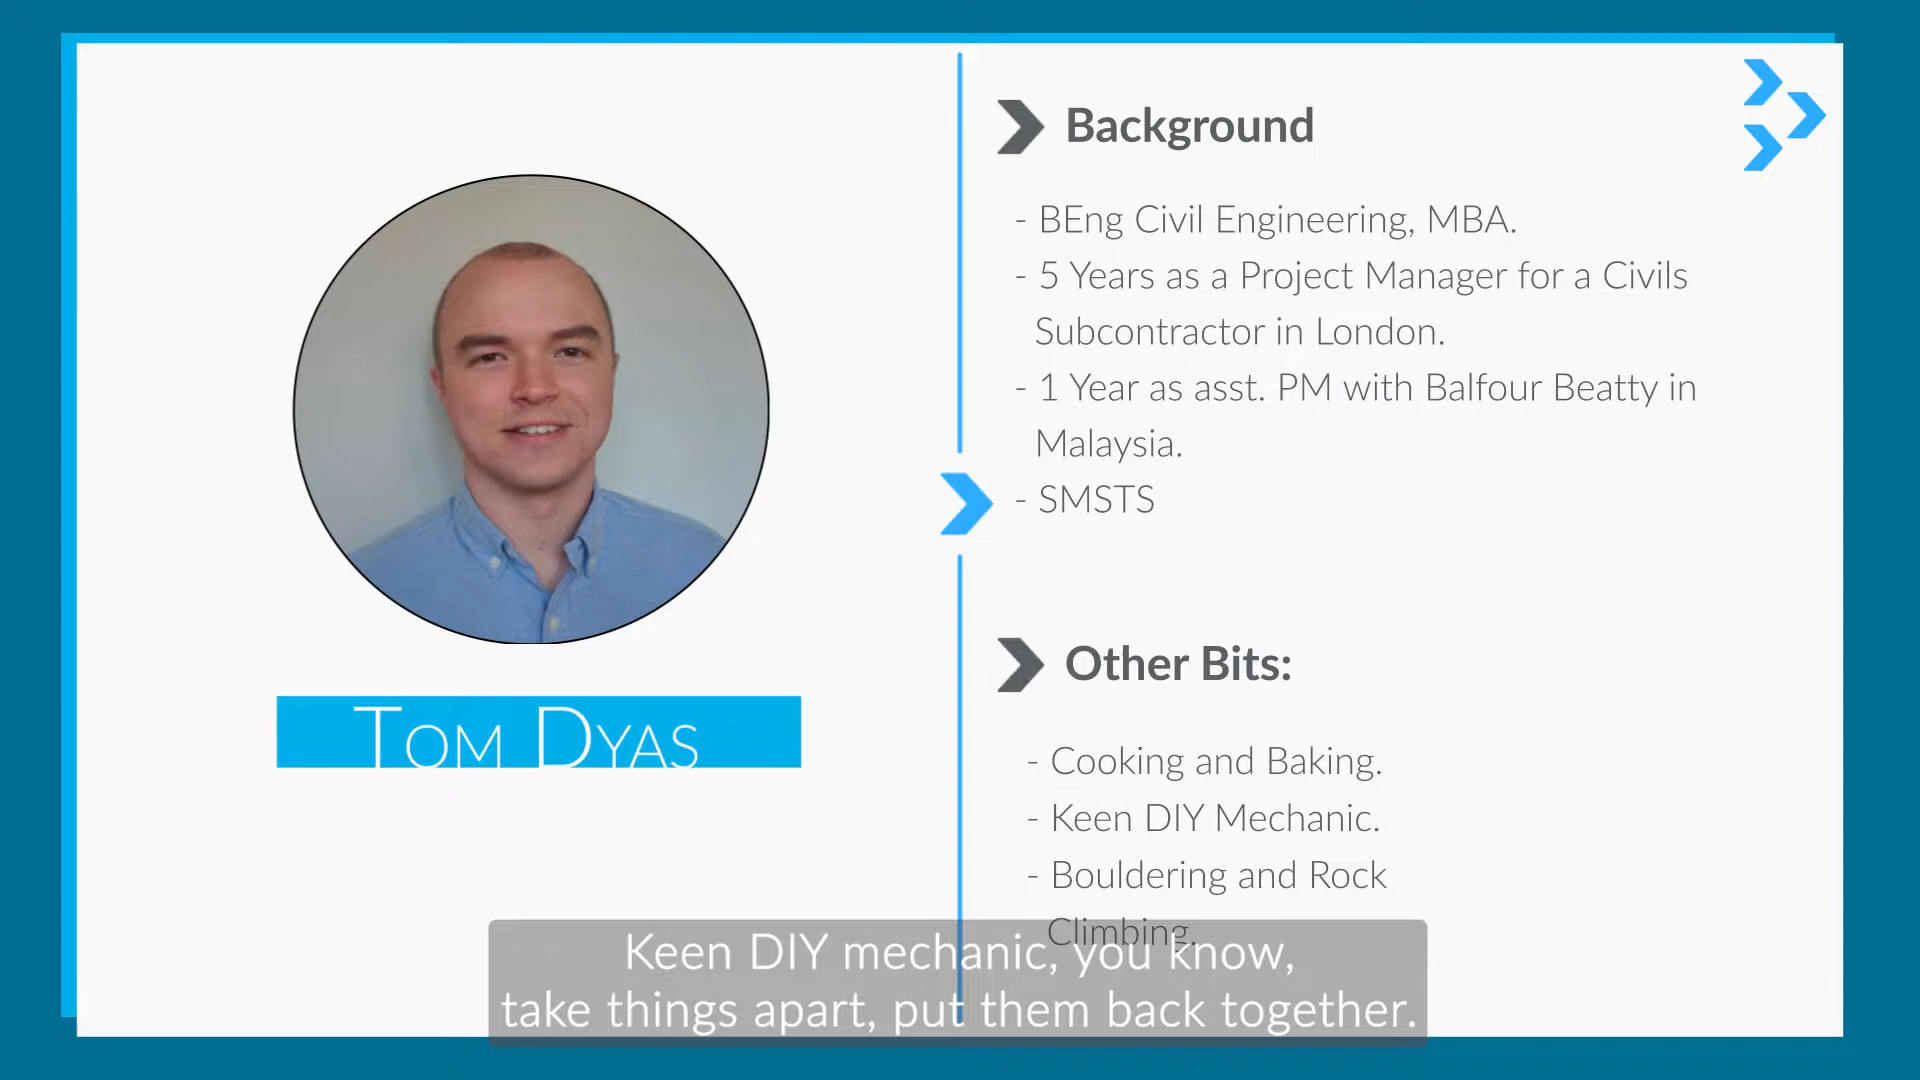 Background
- BEng Civil Engineering, MBA.
- 5 Years as a Project Manager for a Civils
Subcontractor in London.
- 1 Year as asst. PM with Balfour Beatty in
Malaysia.
- SMSTS
Tom Dyas
Other Bits:
- Cooking and Baking.
- Keen DIY Mechanic.
- Bouldering and Rock
Climbing.
Keen DIY mechanic, you know,
take things apart, put them back together.